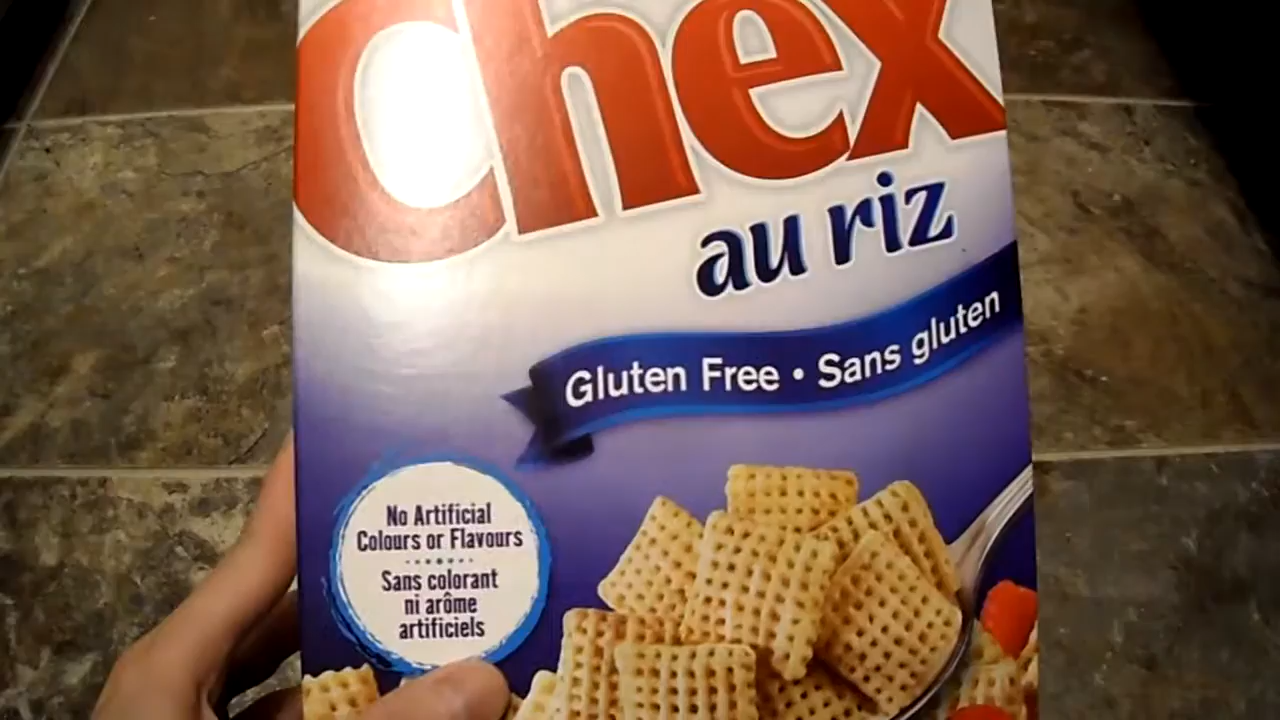 Chex
au riz
Gluten Free • Sans gluten
No Artificial
Colours or Flavours
Sans colorant
ni arôme
artificiels